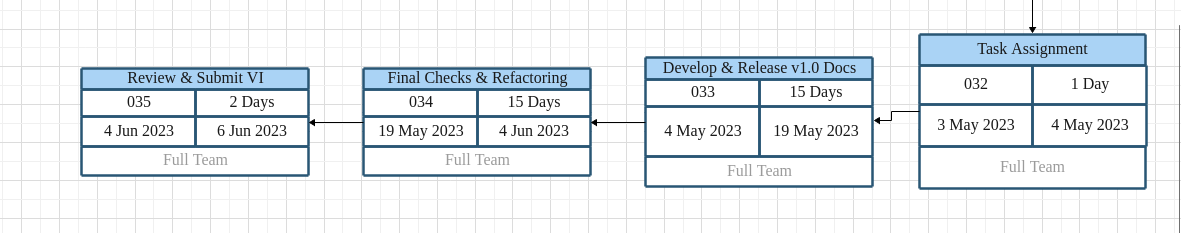 Review & Submit VI
035 2 Days
4 Jun 2023 6 Jun 2023
Full Team
Final Checks & Refactoring
034 15 Days
19 May 2023 4 Jun 2023
Full Team
Develop & Release v1.0 Docs
033 15 Days
4 May 2023 19 May 2023
Full Team
Task Assignment
032 1 Day
3 May 2023 4 May 2023
Full Team